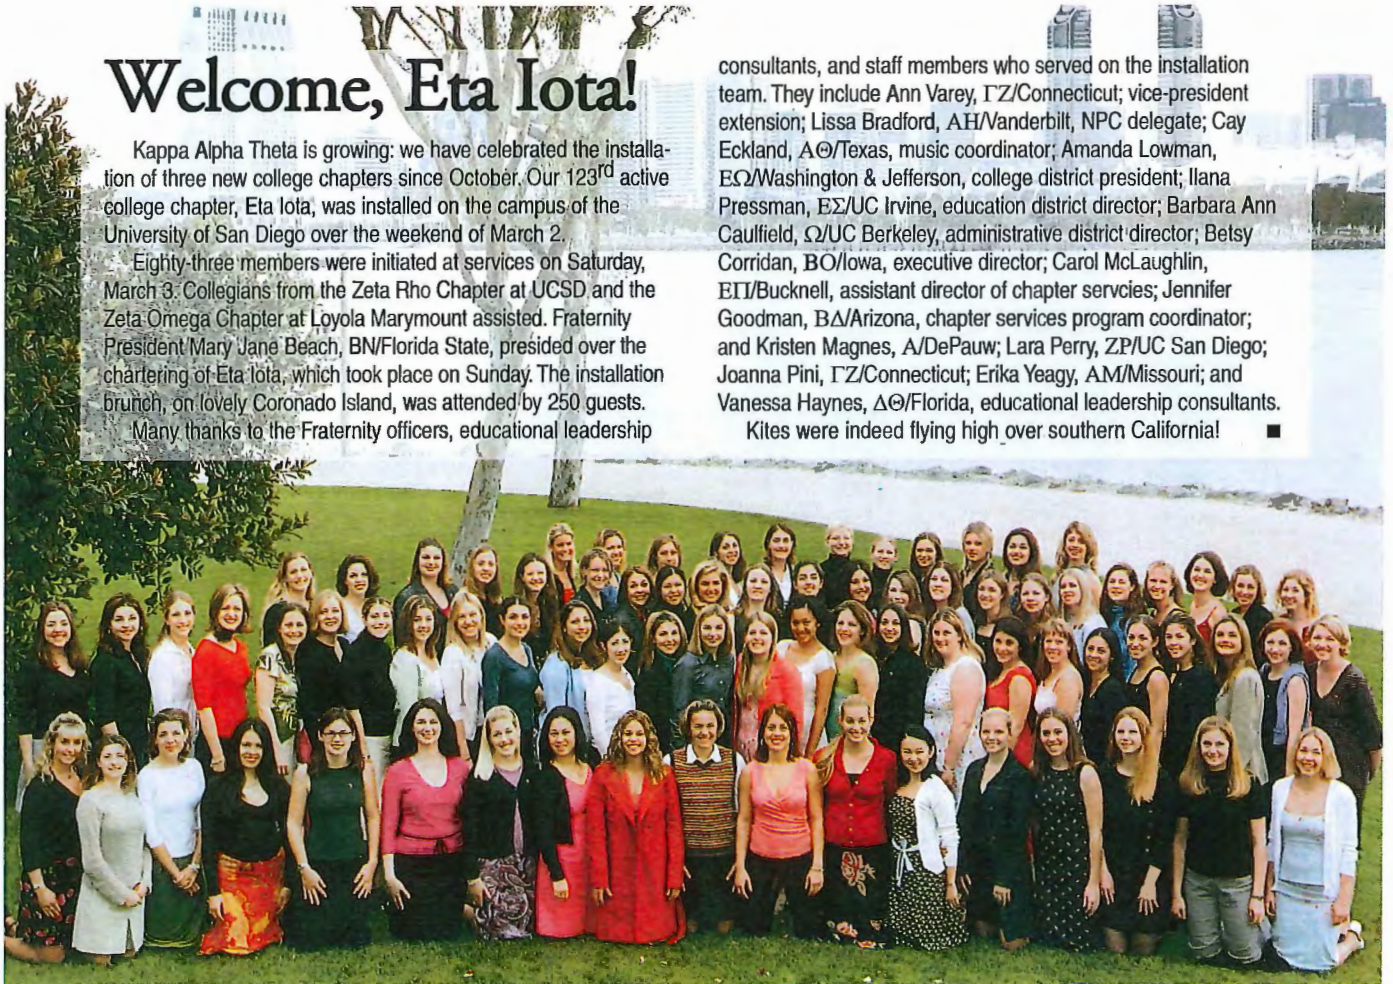 Welcome, Eta Iota!
Kappa Alpha Theta is growing: we have celebrated the installa-
tion of three new college chapters since October. Our 123rd active
college chapter, Eta Iota, was installed on the campus of the
University of San Diego over the weekend of March 2.
Eighty-three members were initiated at services on Saturday,
March 3. Collegians from the Zeta Rho Chapter at UCSD and the
Zeta Omega Chapter at Loyola Marymount assisted. Fraternity
President Mary Jane Beach, BN/Florida State, presided over the
chartering of Eta Iota, which took place on Sunday. The installation
brunch, on lovely Coronado Island, was attended by 250 guests.
Many thanks to the Fraternity officers, educational leadership
consultants, and staff members who served on the installation
team. They include Ann Varey, ΓΖ/Connecticut; vice-president
extension; Lissa Bradford, ΑΗ/Vanderbilt, NPC delegate; Cay
Eckland, ΑΘ/Texas, music coordinator; Amanda Lowman,
ΕΩ/Washington & Jefferson, college district president; Ilana
Pressman, ΕΣ/UC Irvine, education district director; Barbara Ann
Caulfield, Ω/UC Berkeley, administrative district director; Betsy
Corridan, ΒΟ/Iowa, executive director; Carol McLaughlin,
ΕΠ/Bucknell, assistant director of chapter servcies; Jennifer
Goodman, ΒΔ/Arizona, chapter services program coordinator;
and Kristen Magnes, Α/DePauw; Lara Perry, ΖΡ/UC San Diego;
Joanna Pini, ΓΖ/Connecticut; Erika Yeagy, ΑΜ/Missouri; and
Vanessa Haynes, ΔΘ/Florida, educational leadership consultants.
Kites were indeed flying high over southern California! ■